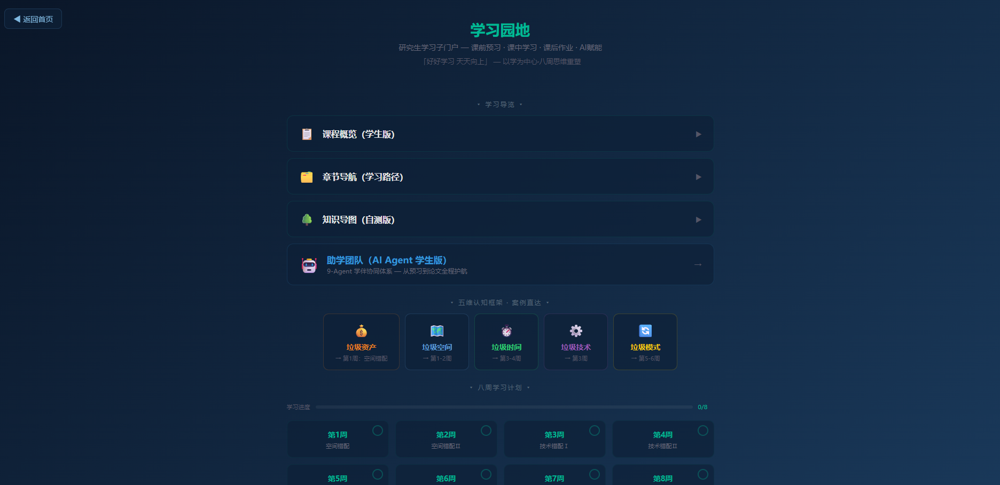 ◀ 返回首页
学习园地
研究生学习子门户 — 课前预习 · 课中学习 · 课后作业 · AI赋能
「好好学习 天天向上」 — 以学为中心·八周思维重塑
· 学习导览 ·
课程概览（学生版）
章节导航（学习路径）
知识导图（自测版）
助学团队（AI Agent 学生版）
9-Agent 学伴协同体系 — 从预习到论文全程护航
· 五维认知框架 · 案例直达 ·
垃圾资产
→ 第1周：空间错配
垃圾空间
→ 第1-2周
垃圾时间
→ 第3-4周
垃圾技术
→ 第3周
垃圾模式
→ 第5-6周
· 八周学习计划 ·
学习进度
0/8
第1周
空间错配
第2周
空间错配Ⅱ
第3周
技术错配Ⅰ
第4周
技术错配Ⅱ
第5周
第6周
第7周
第8周